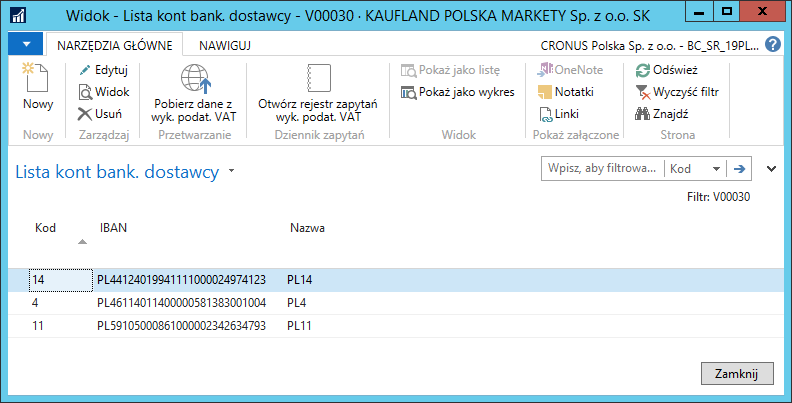 Widok - Lista kont bank. dostawcy - V00030 · KAUFLAND POLSKA MARKETY Sp. z o.o. SK
NARZĘDZIA GŁÓWNE NAWIGUJ CRONUS Polska Sp. z o.o. - BC_SR_19PL...
Nowy
Edytuj
Widok
Usuń
Pobierz dane z
wyk. podat. VAT
Otwórz rejestr zapytań
wyk. podat. VAT
Pokaż jako listę
Pokaż jako wykres
OneNote
Notatki
Linki
Odśwież
Wyczyść filtr
Znajdź
Nowy Zarządzaj Przetwarzanie Dziennik zapytań Widok Pokaż załączone Strona
Lista kont bank. dostawcy
Wpisz, aby filtrowa... Kod
Filtr: V00030
Kod IBAN Nazwa
14 PL44124019941111000024974123 PL14
4 PL46114011400000581383001004 PL4
11 PL59105000861000002342634793 PL11
Zamknij